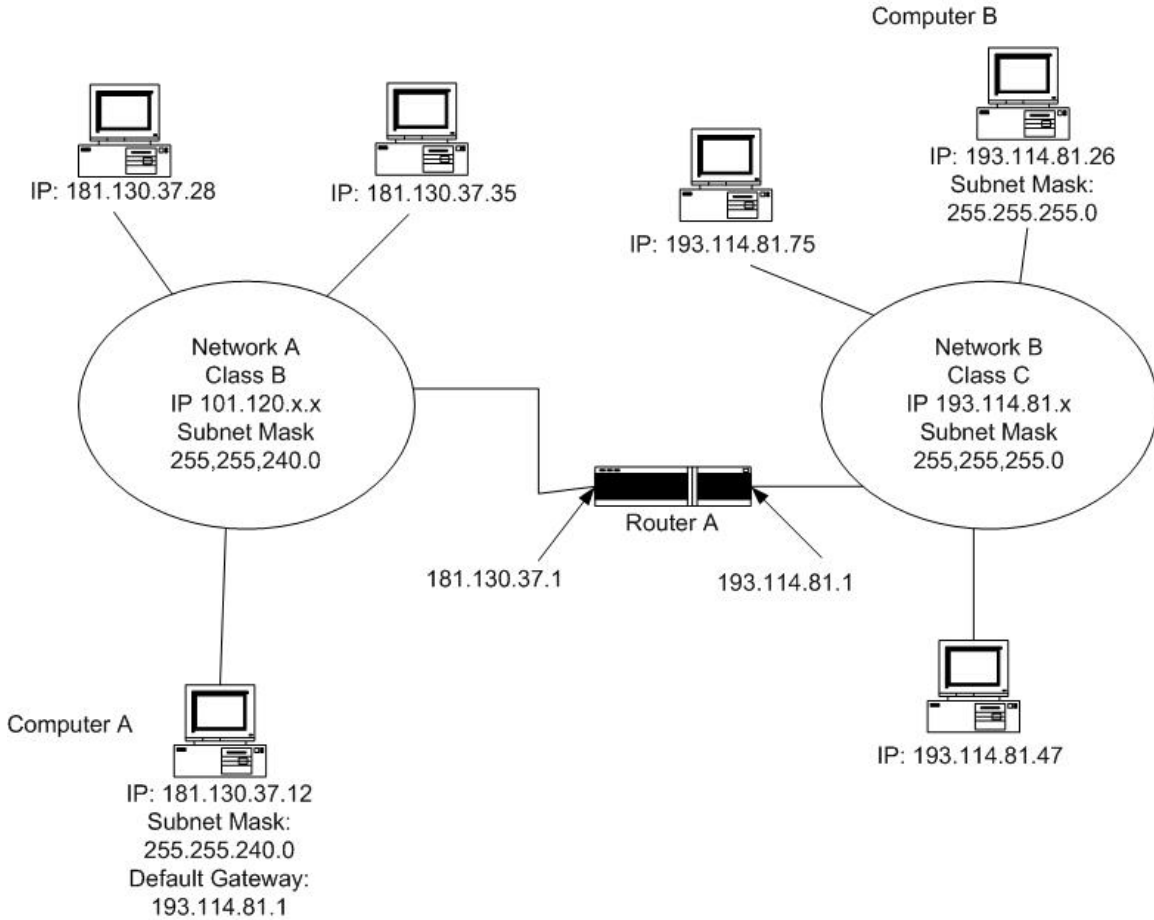 Computer B
IP: 181.130.37.28
IP: 181.130.37.35
IP: 193.114.81.75
IP: 193.114.81.26
Subnet Mask:
255.255.255.0
Network A
Class B
IP 101.120.x.x
Subnet Mask
255,255,240.0
Network B
Class C
IP 193.114.81.x
Subnet Mask
255,255,255.0
Router A
181.130.37.1
193.114.81.1
Computer A
IP: 181.130.37.12
Subnet Mask:
255.255.240.0
Default Gateway:
193.114.81.1
IP: 193.114.81.47